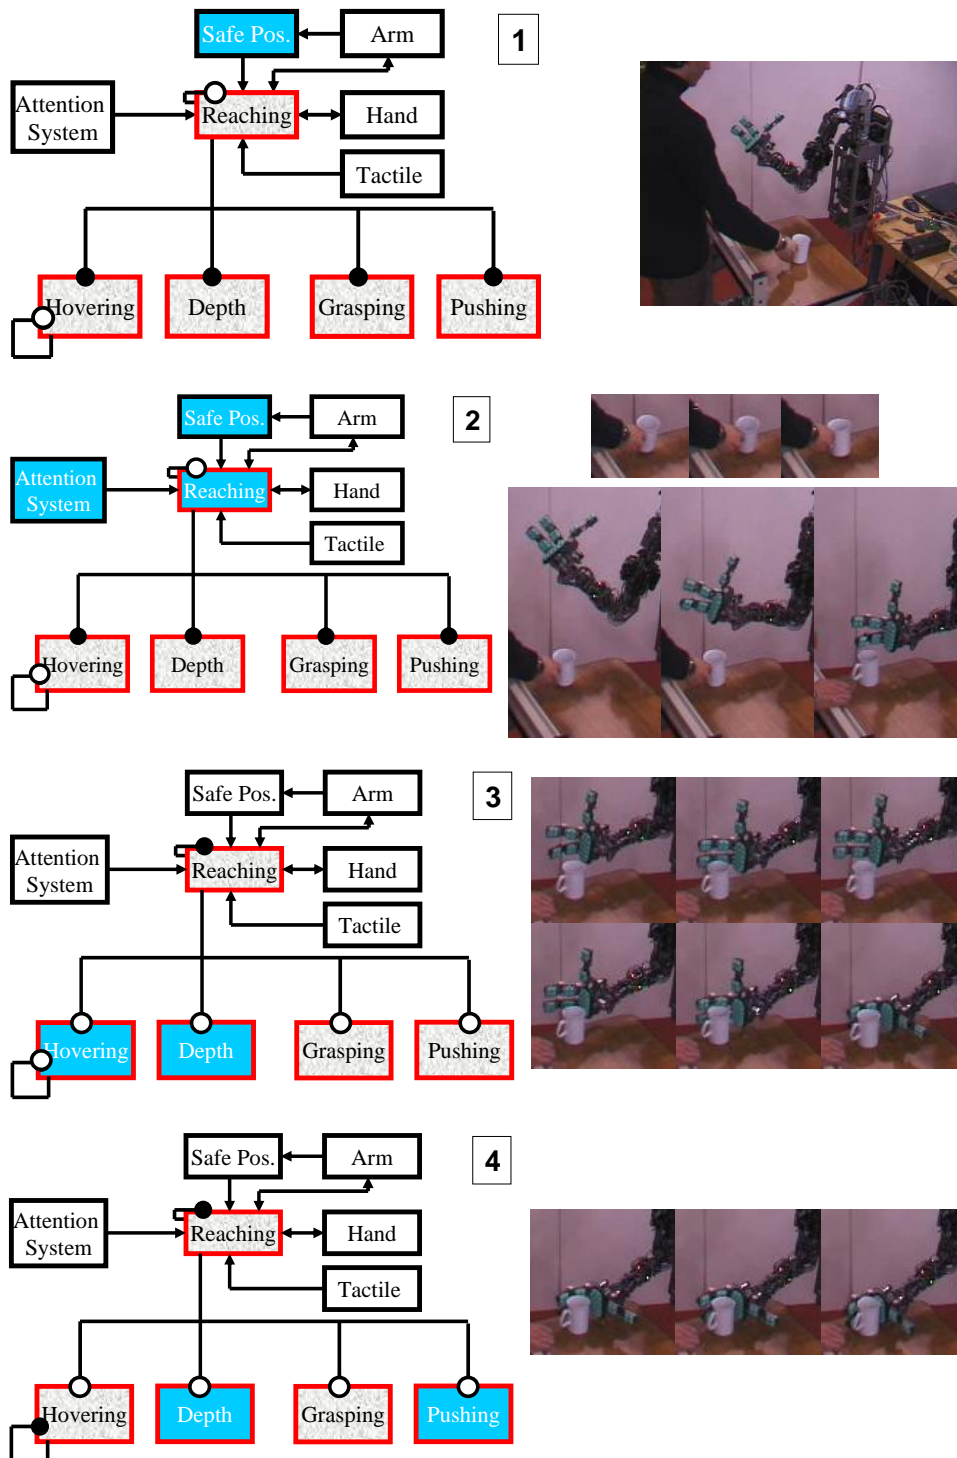 Safe Pos.
Arm
1
Attention
System
Reaching
Hand
Tactile
Hovering
Depth
Grasping
Pushing
Safe Pos.
Arm
2
Attention
System
Reaching
Hand
Tactile
Hovering
Depth
Grasping
Pushing
Safe Pos.
Arm
3
Attention
System
Reaching
Hand
Tactile
Hovering
Depth
Grasping
Pushing
Safe Pos.
Arm
4
Attention
System
Reaching
Hand
Tactile
Hovering
Depth
Grasping
Pushing